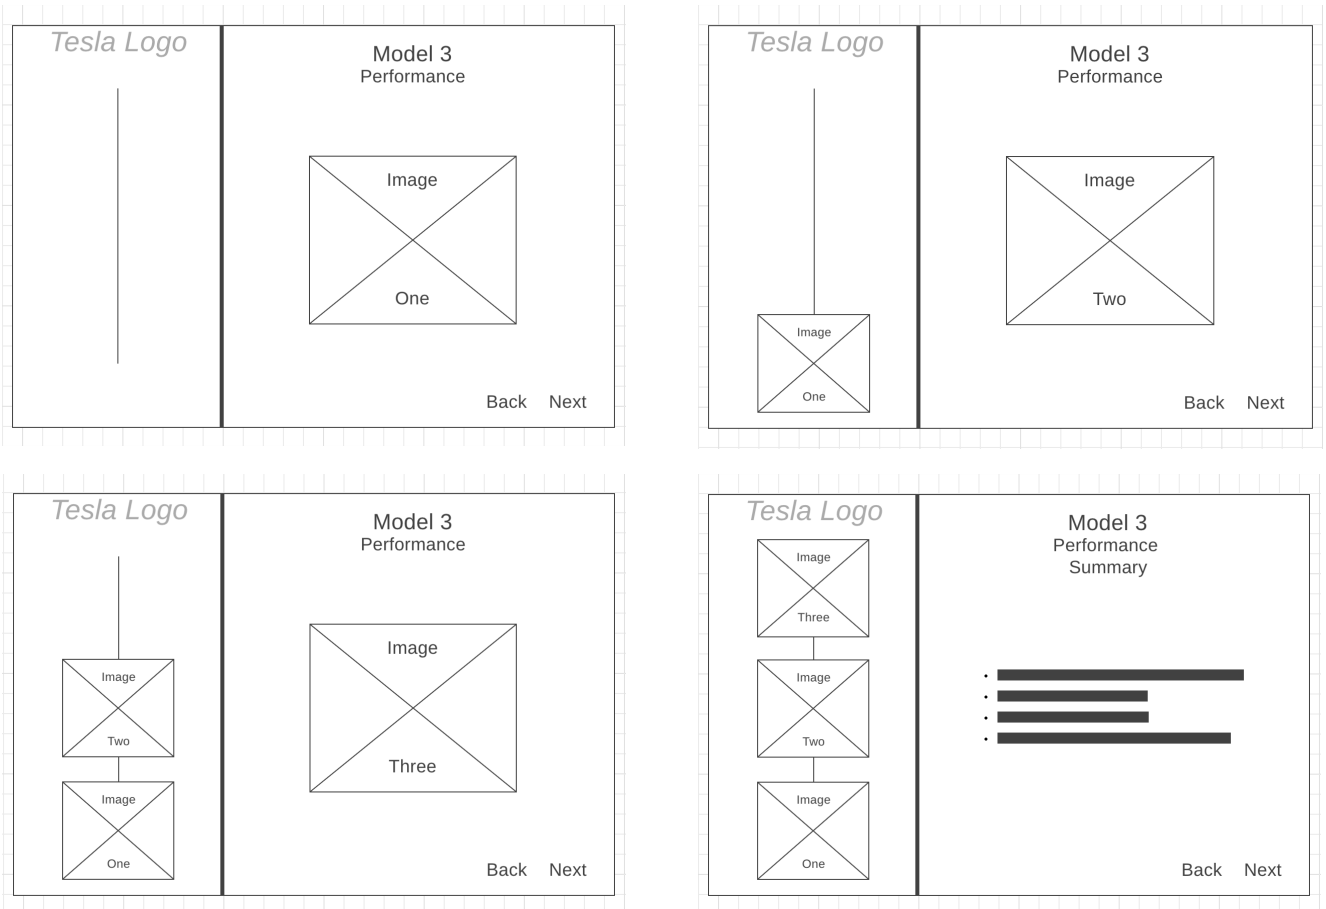 Tesla Logo
Model 3
Performance
Image
One
Back Next
Tesla Logo
Model 3
Performance
Image
Two
Image
One
Back Next
Tesla Logo
Model 3
Performance
Image
Three
Image
Two
Image
One
Back Next
Tesla Logo
Model 3
Performance
Summary
Image
Three
Image
Two
Image
One
Back Next